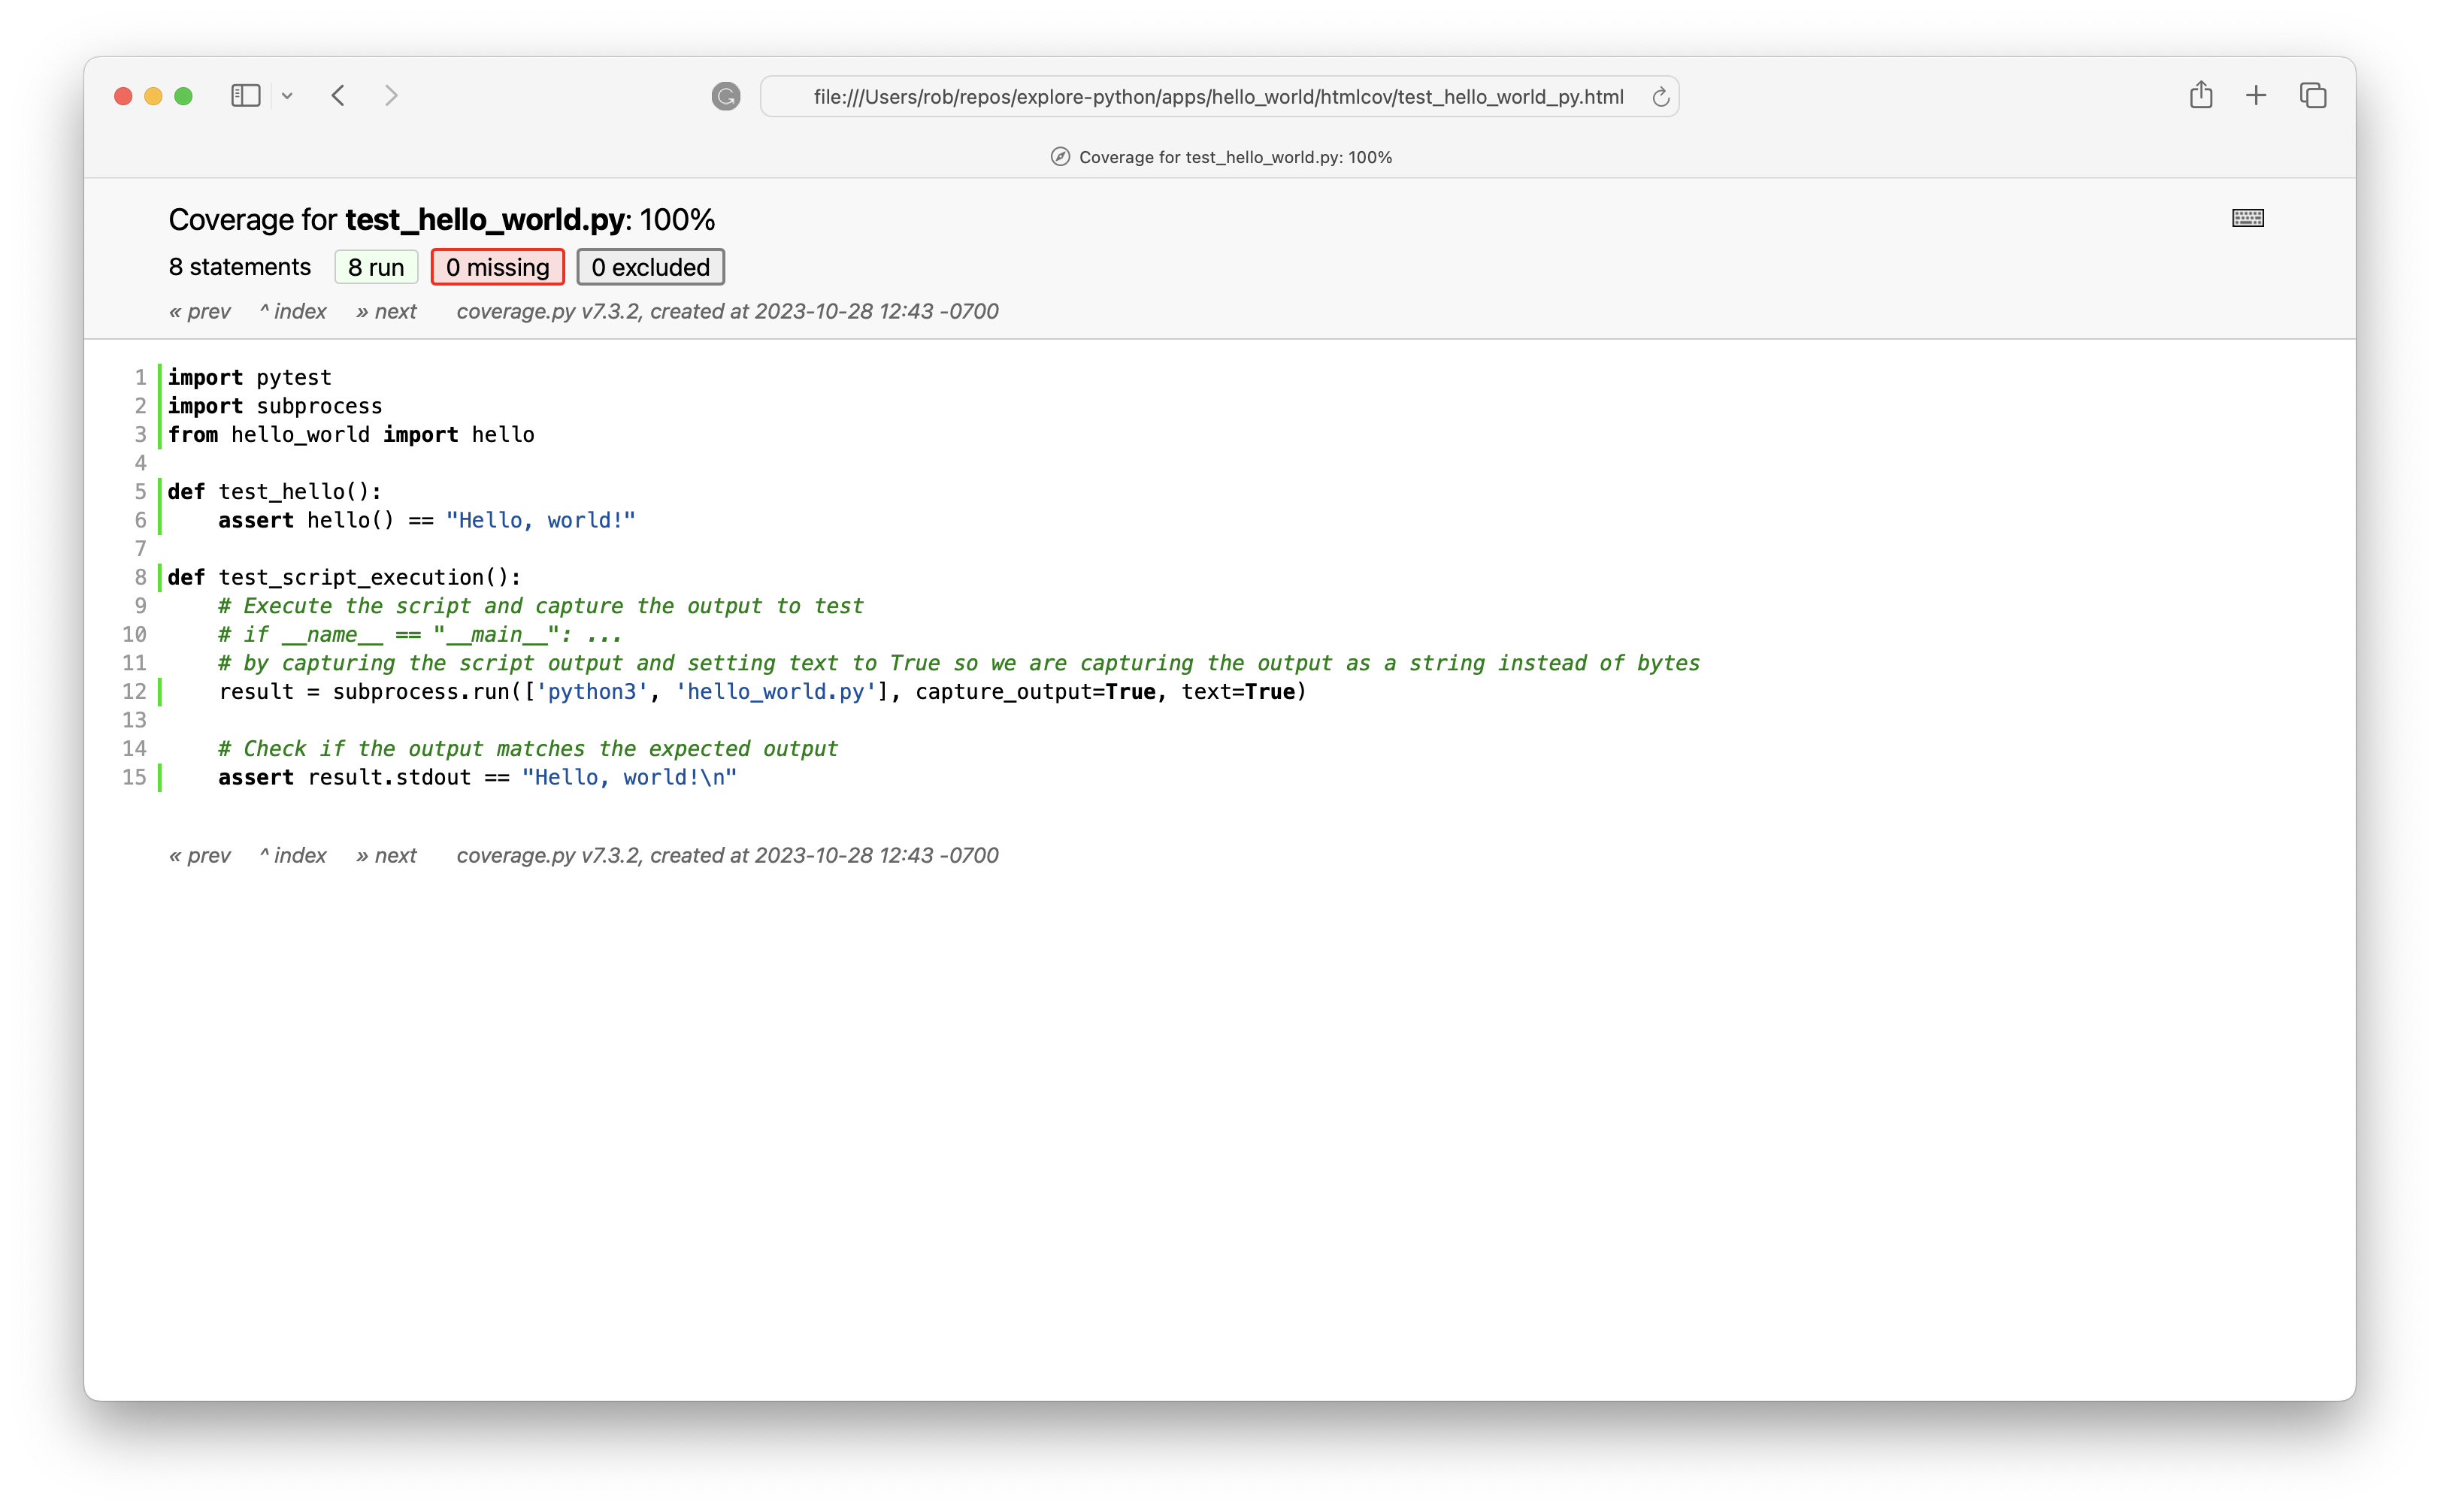 file:///Users/rob/repos/explore-python/apps/hello_world/htmlcov/test_hello_world_py.html
Coverage for test_hello_world.py: 100%
Coverage for test_hello_world.py: 100%
8 statements 8 run 0 missing 0 excluded
« prev ^ index » next coverage.py v7.3.2, created at 2023-10-28 12:43 -0700
1 import pytest
2 import subprocess
3 from hello_world import hello
4
5 def test_hello():
6     assert hello() == "Hello, world!"
7
8 def test_script_execution():
9     # Execute the script and capture the output to test
10     # if __name__ == "__main__": ...
11     # by capturing the script output and setting text to True so we are capturing the output as a string instead of bytes
12     result = subprocess.run(['python3', 'hello_world.py'], capture_output=True, text=True)
13
14     # Check if the output matches the expected output
15     assert result.stdout == "Hello, world!\n"
« prev ^ index » next coverage.py v7.3.2, created at 2023-10-28 12:43 -0700